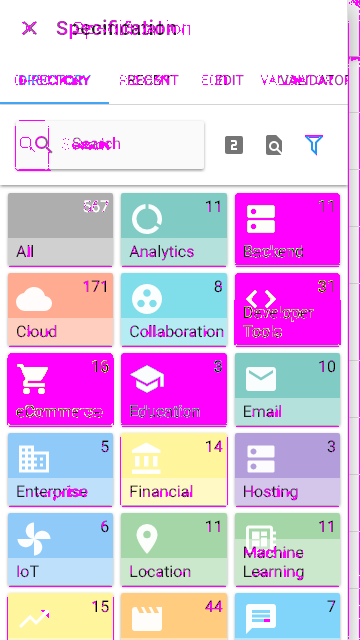 Specification
DIRECTORY RECENT EDIT VALIDATOR
Search
567
All
11
Analytics
11
Backend
171
Cloud
8
Collaboration
31
Developer
Tools
16
eCommerce
3
Education
10
Email
5
Enterprise
14
Financial
3
Hosting
6
IoT
11
Location
11
Machine
Learning
15
44
7